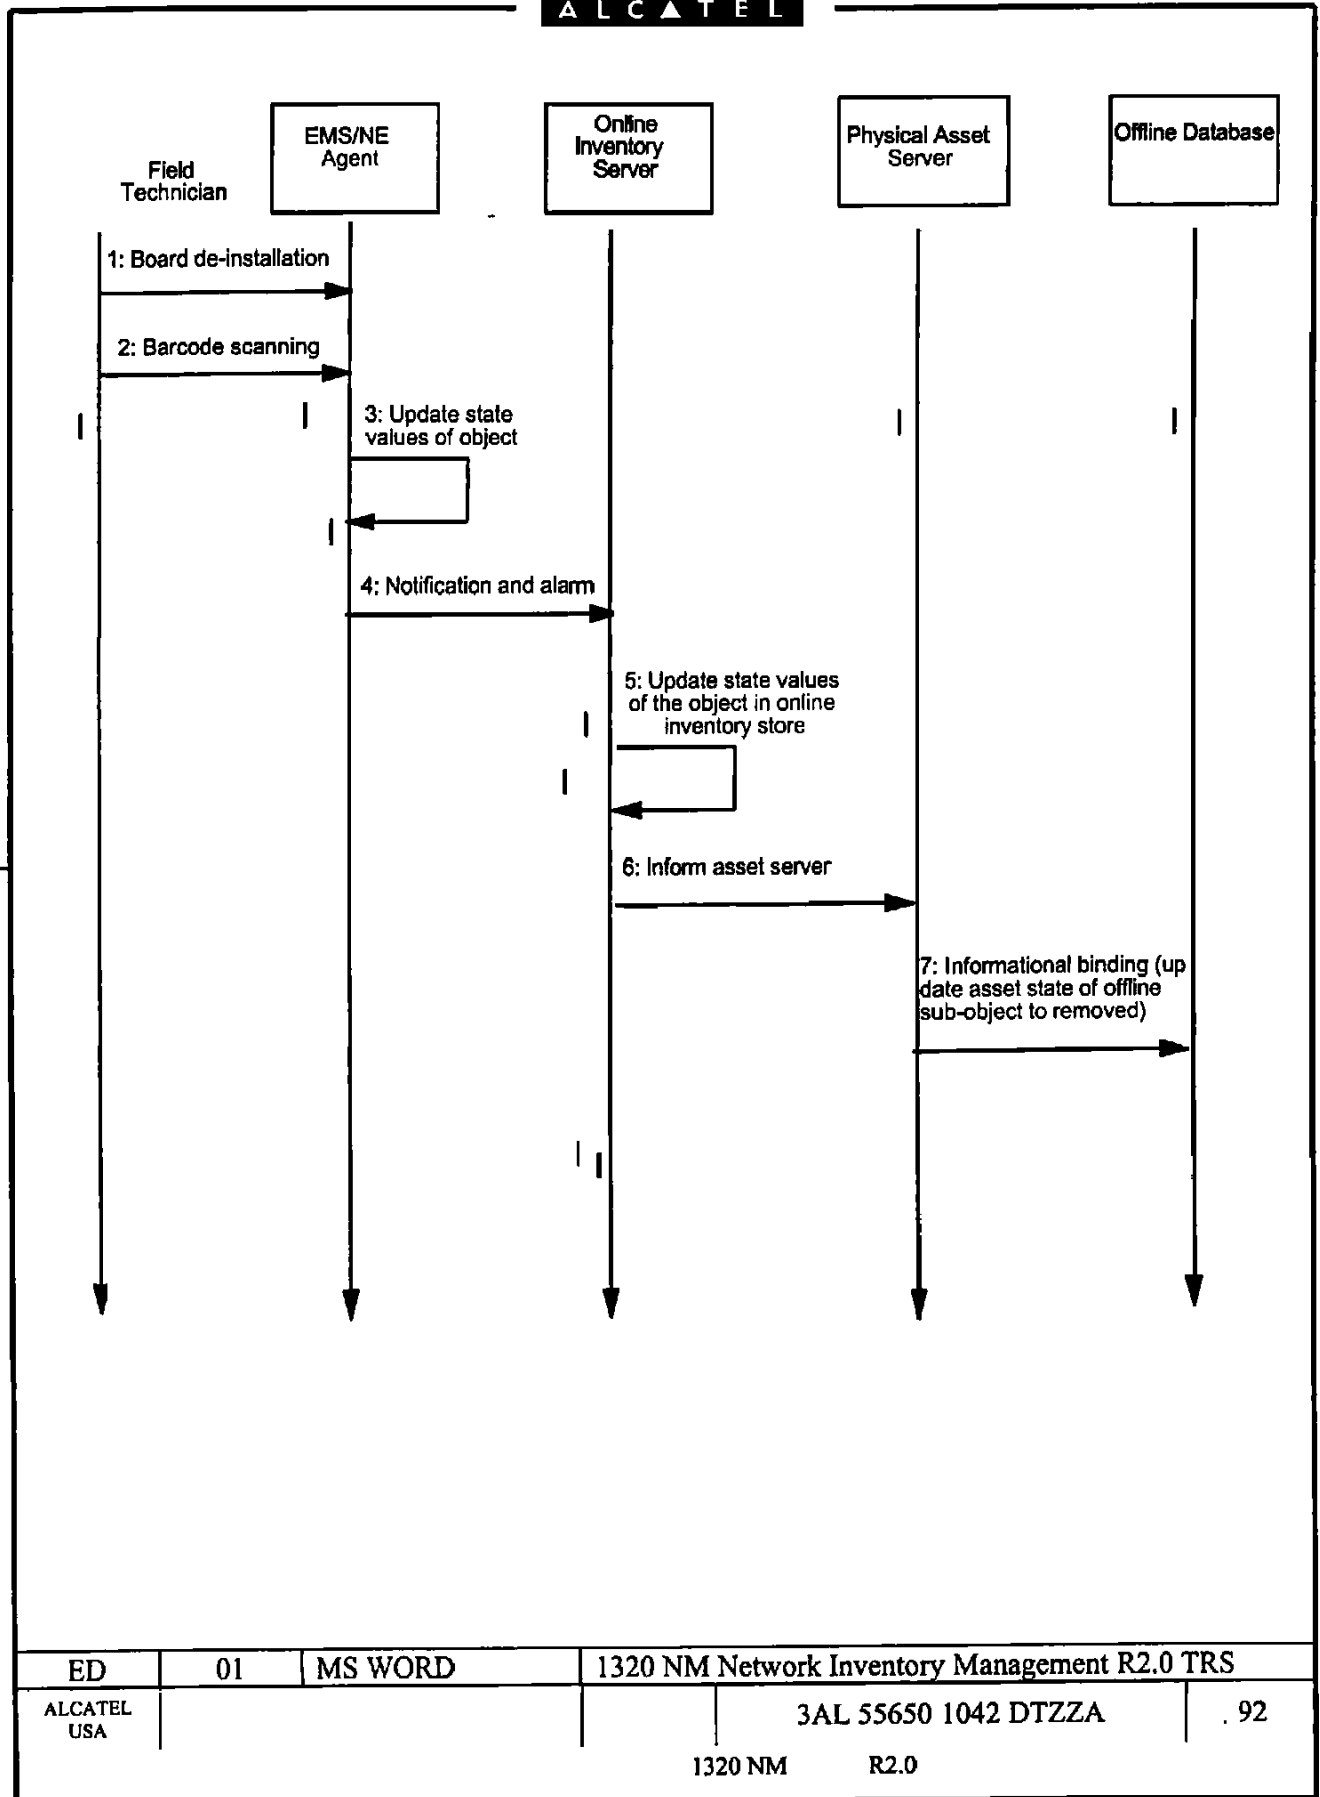 ALCATEL
Field
Technician
EMS/NE
Agent
Online
Inventory
Server
Physical Asset
Server
Offline Database
1: Board de-installation
2: Barcode scanning
3: Update state
values of object
4: Notification and alarm
5: Update state values
of the object in online
inventory store
6: Inform asset server
7: Informational binding (up
date asset state of offline
sub-object to removed)
ED 01 MS WORD 1320 NM Network Inventory Management R2.0 TRS
ALCATEL
USA
3AL 55650 1042 DTZZA . 92
1320 NM R2.0